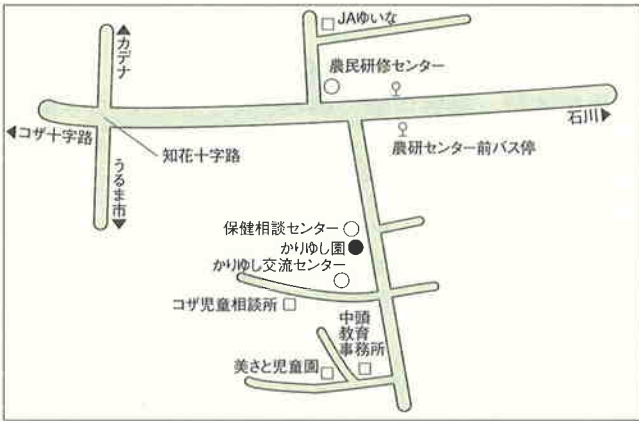 JAゆいな
▲カデナ
農民研修センター
石川▶
◀コザ十字路
知花十字路
農研センター前バス停
うるま市▼
保健相談センター
かりゆし園
かりゆし交流センター
コザ児童相談所
中頭
教育
事務所
美さと児童園